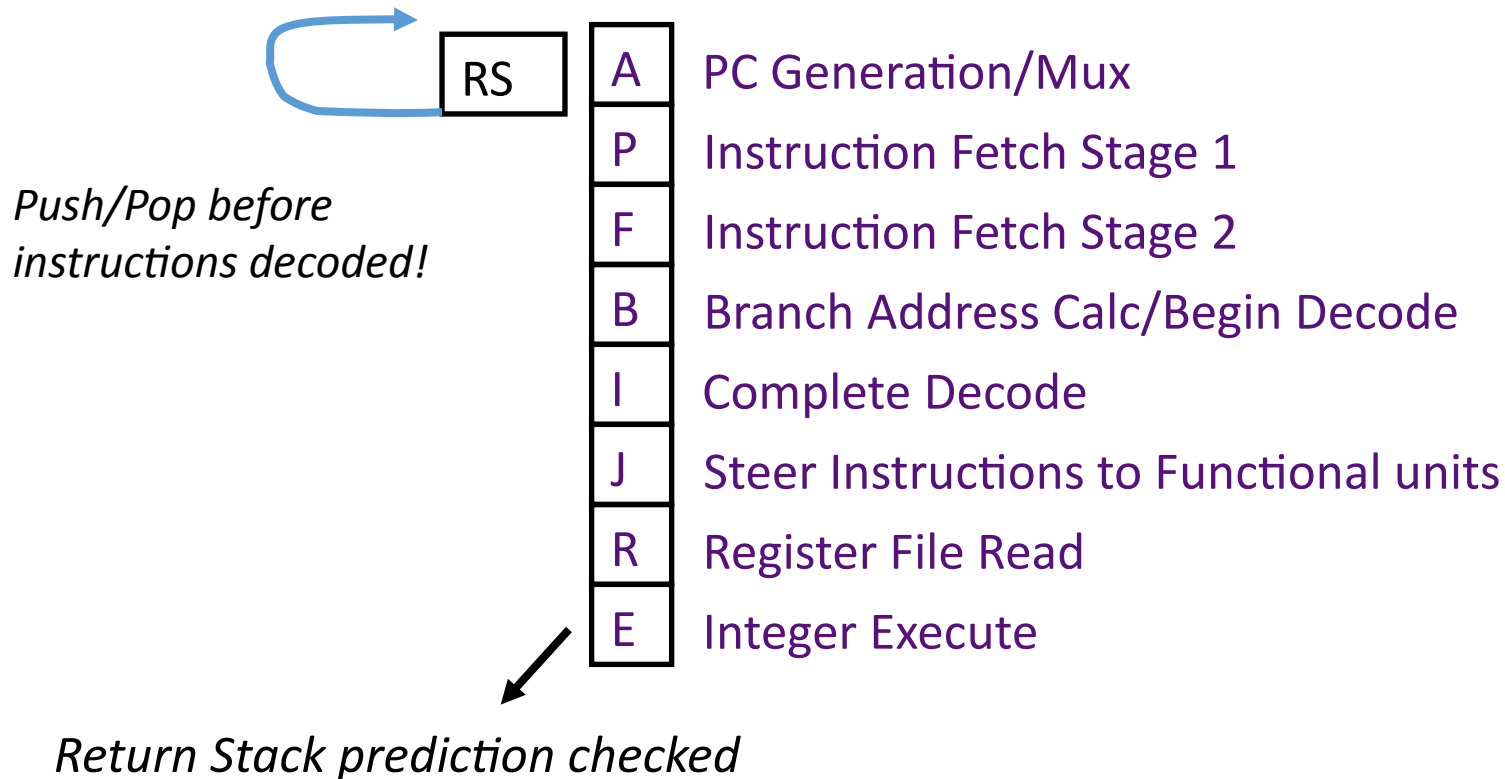 RS
A PC Generation/Mux
P Instruction Fetch Stage 1
F Instruction Fetch Stage 2
B Branch Address Calc/Begin Decode
I Complete Decode
J Steer Instructions to Functional units
R Register File Read
E Integer Execute
Push/Pop before
instructions decoded!
Return Stack prediction checked